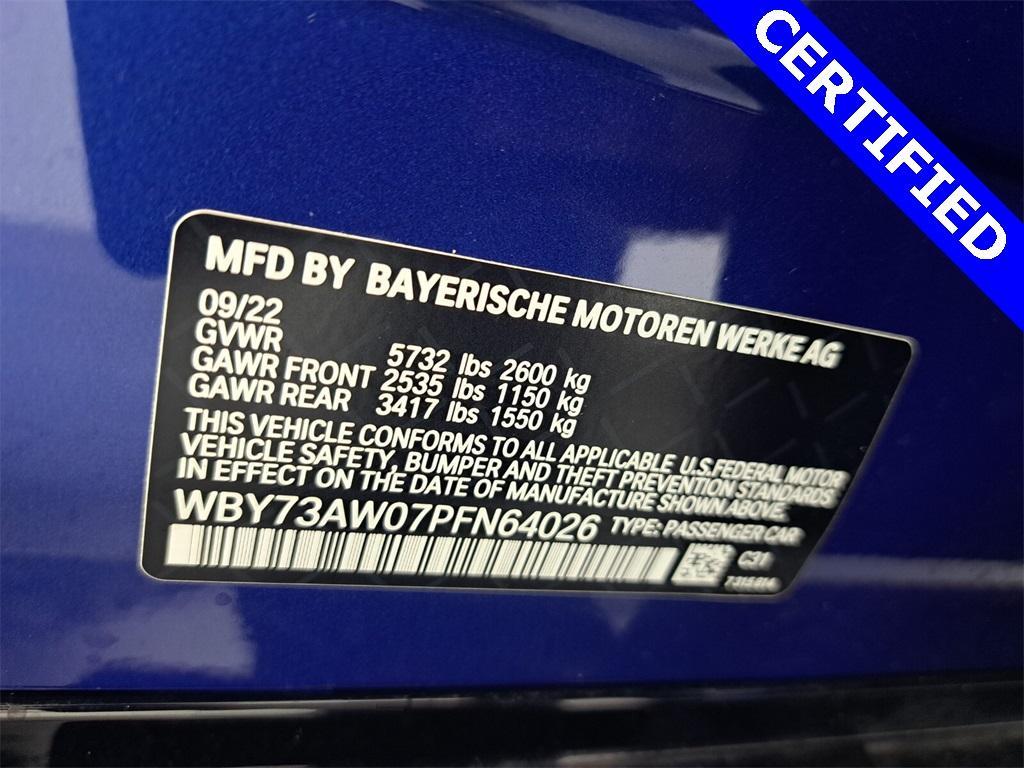 CERTIFIED
MFD BY BAYERISCHE MOTOREN WERKE AG
09/22
GVWR 5732 lbs 2600 kg
GAWR FRONT 2535 lbs 1150 kg
GAWR REAR 3417 lbs 1550 kg
THIS VEHICLE CONFORMS TO ALL APPLICABLE U.S.FEDERAL MOTOR
VEHICLE SAFETY, BUMPER AND THEFT PREVENTION STANDARDS
IN EFFECT ON THE DATE OF MANUFACTURE SHOWN ABOVE.
WBY73AW07PFN64026 TYPE: PASSENGER CAR
C31
7315814